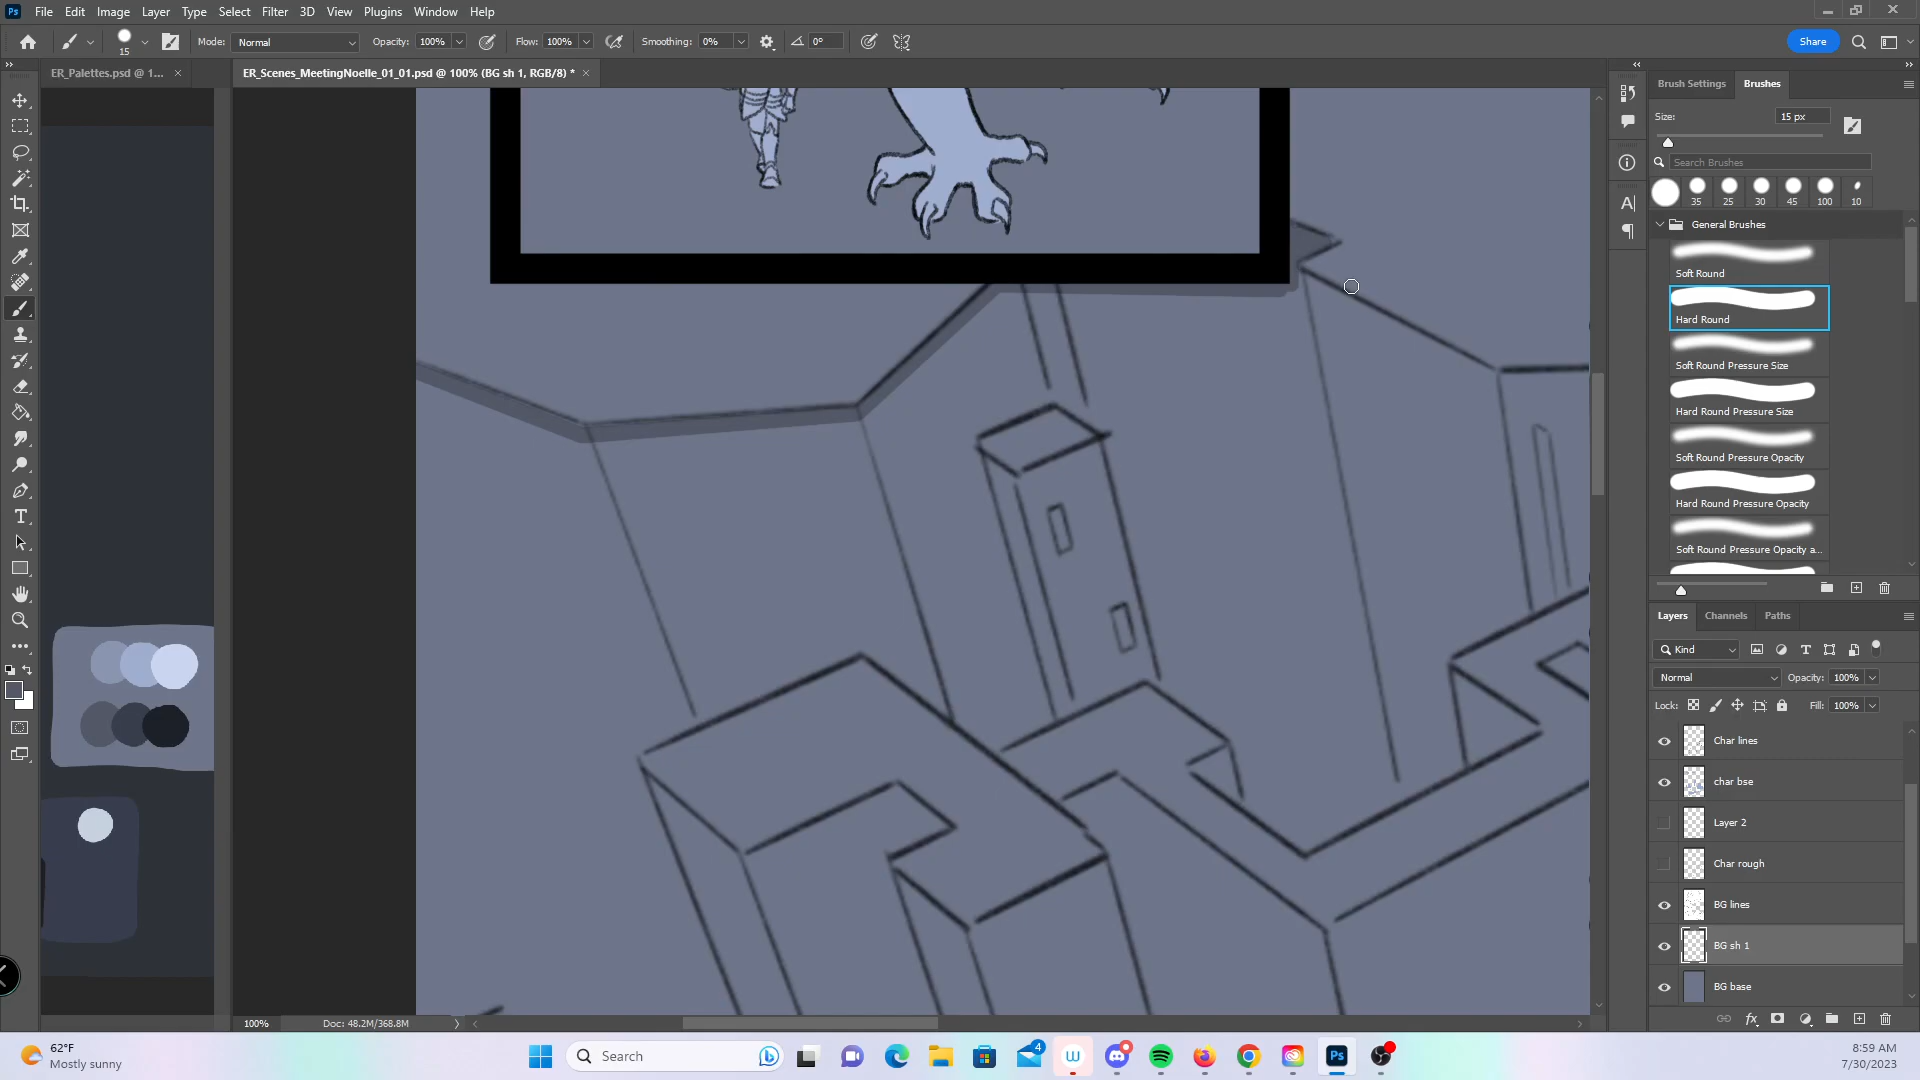 Ps File Edit Image Layer Type Select Filter 3D View Plugins Window Help
15 Mode: Normal Opacity: 100% Flow: 100% Smoothing: 0% 0° Share
ER_Palettes.psd @ 1... × ER_Scenes_MeetingNoelle_01_01.psd @ 100% (BG sh 1, RGB/8) * ×
Brush Settings Brushes
Size: 15 px
Search Brushes
35 25 30 45 100 10
General Brushes
Soft Round
Hard Round
Soft Round Pressure Size
Hard Round Pressure Size
Soft Round Pressure Opacity
Hard Round Pressure Opacity
Soft Round Pressure Opacity a...
Layers Channels Paths
Kind
Normal Opacity: 100%
Lock: Fill: 100%
Char lines
char bse
Layer 2
Char rough
BG lines
BG sh 1
BG base
100% Doc: 48.2M/368.8M
62°F
Mostly sunny
Search
4
Ps
8:59 AM
7/30/2023